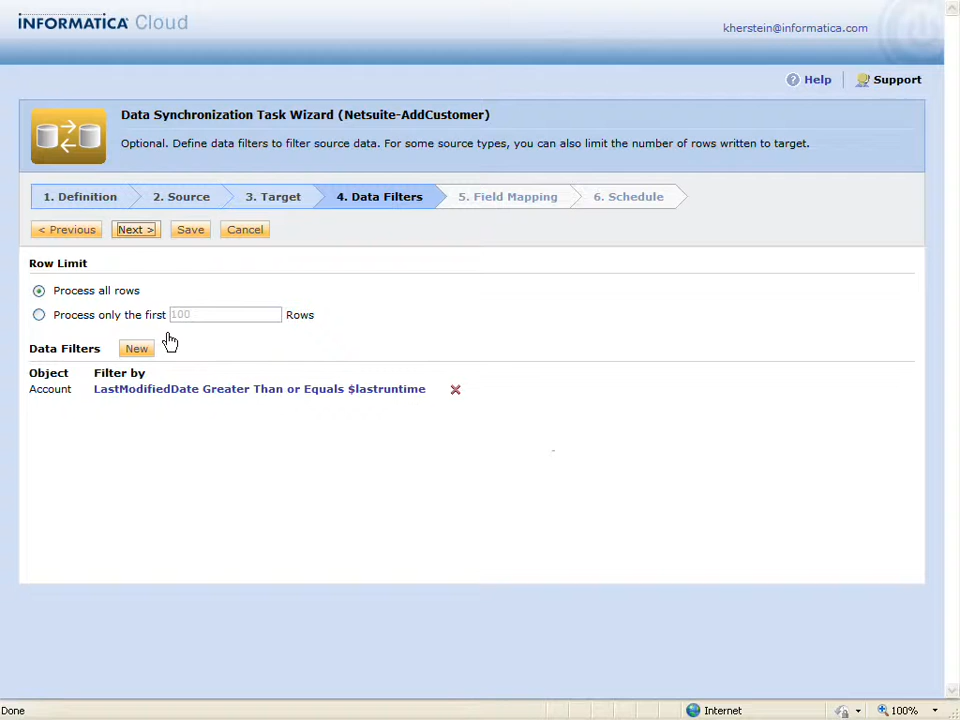 INFORMATICA Cloud
kherstein@informatica.com
Help
Support
Data Synchronization Task Wizard (Netsuite-AddCustomer)
Optional. Define data filters to filter source data. For some source types, you can also limit the number of rows written to target.
1. Definition
2. Source
3. Target
4. Data Filters
5. Field Mapping
6. Schedule
< Previous
Next >
Save
Cancel
Row Limit
Process all rows
Process only the first 100 Rows
Data Filters
New
Object
Filter by
Account
LastModifiedDate Greater Than or Equals $lastruntime
Done
Internet
100%